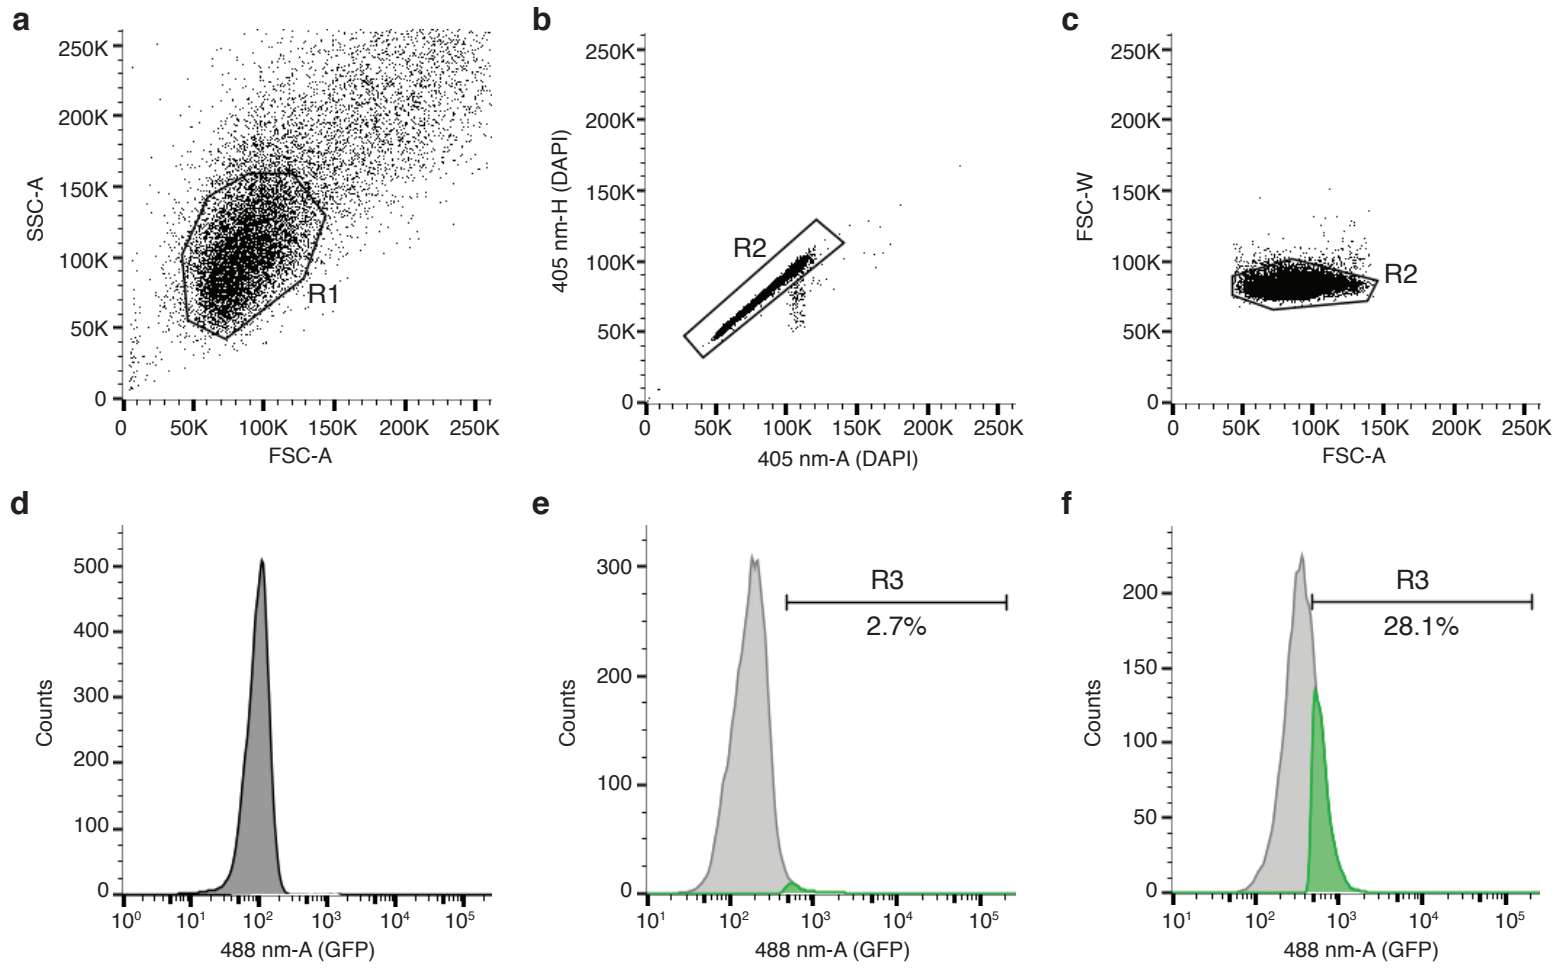 a
250K
200K
150K
100K
50K
0
SSC-A
R1
0 50K 100K 150K 200K 250K
FSC-A
b
250K
200K
150K
100K
50K
0
405 nm-H (DAPI)
R2
0 50K 100K 150K 200K 250K
405 nm-A (DAPI)
c
250K
200K
150K
100K
50K
0
FSC-W
R2
0 50K 100K 150K 200K 250K
FSC-A
d
500
400
300
200
100
0
Counts
10⁰ 10¹ 10² 10³ 10⁴ 10⁵
488 nm-A (GFP)
e
300
200
100
0
Counts
R3
2.7%
10¹ 10² 10³ 10⁴ 10⁵
488 nm-A (GFP)
f
200
150
100
50
0
Counts
R3
28.1%
10¹ 10² 10³ 10⁴ 10⁵
488 nm-A (GFP)